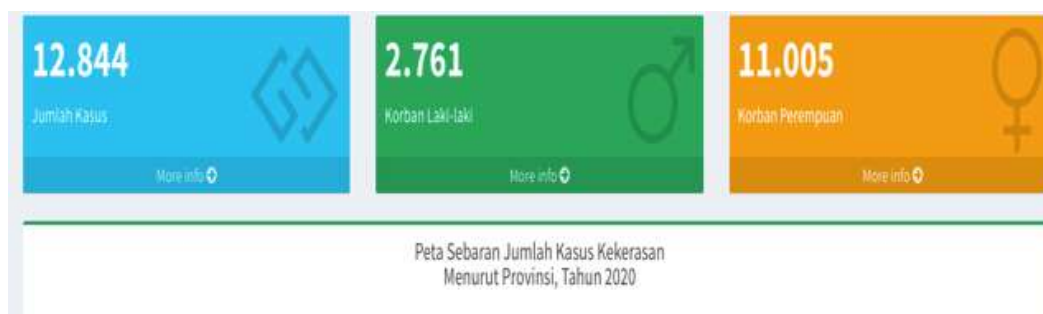 12.844
Jumlah Kasus
More info
2.761
Korban Laki-laki
More info
11.005
Korban Perempuan
More info
Peta Sebaran Jumlah Kasus Kekerasan
Menurut Provinsi, Tahun 2020